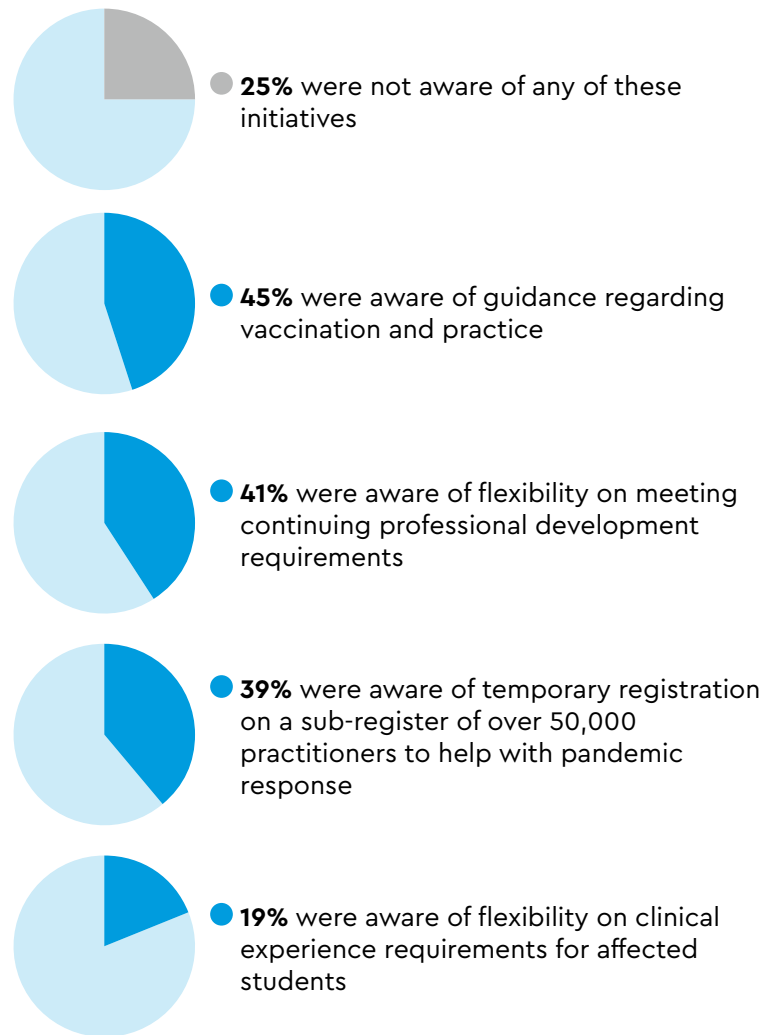 25% were not aware of any of these
initiatives
45% were aware of guidance regarding
vaccination and practice
41% were aware of flexibility on meeting
continuing professional development
requirements
39% were aware of temporary registration
on a sub-register of over 50,000
practitioners to help with pandemic
response
19% were aware of flexibility on clinical
experience requirements for affected
students